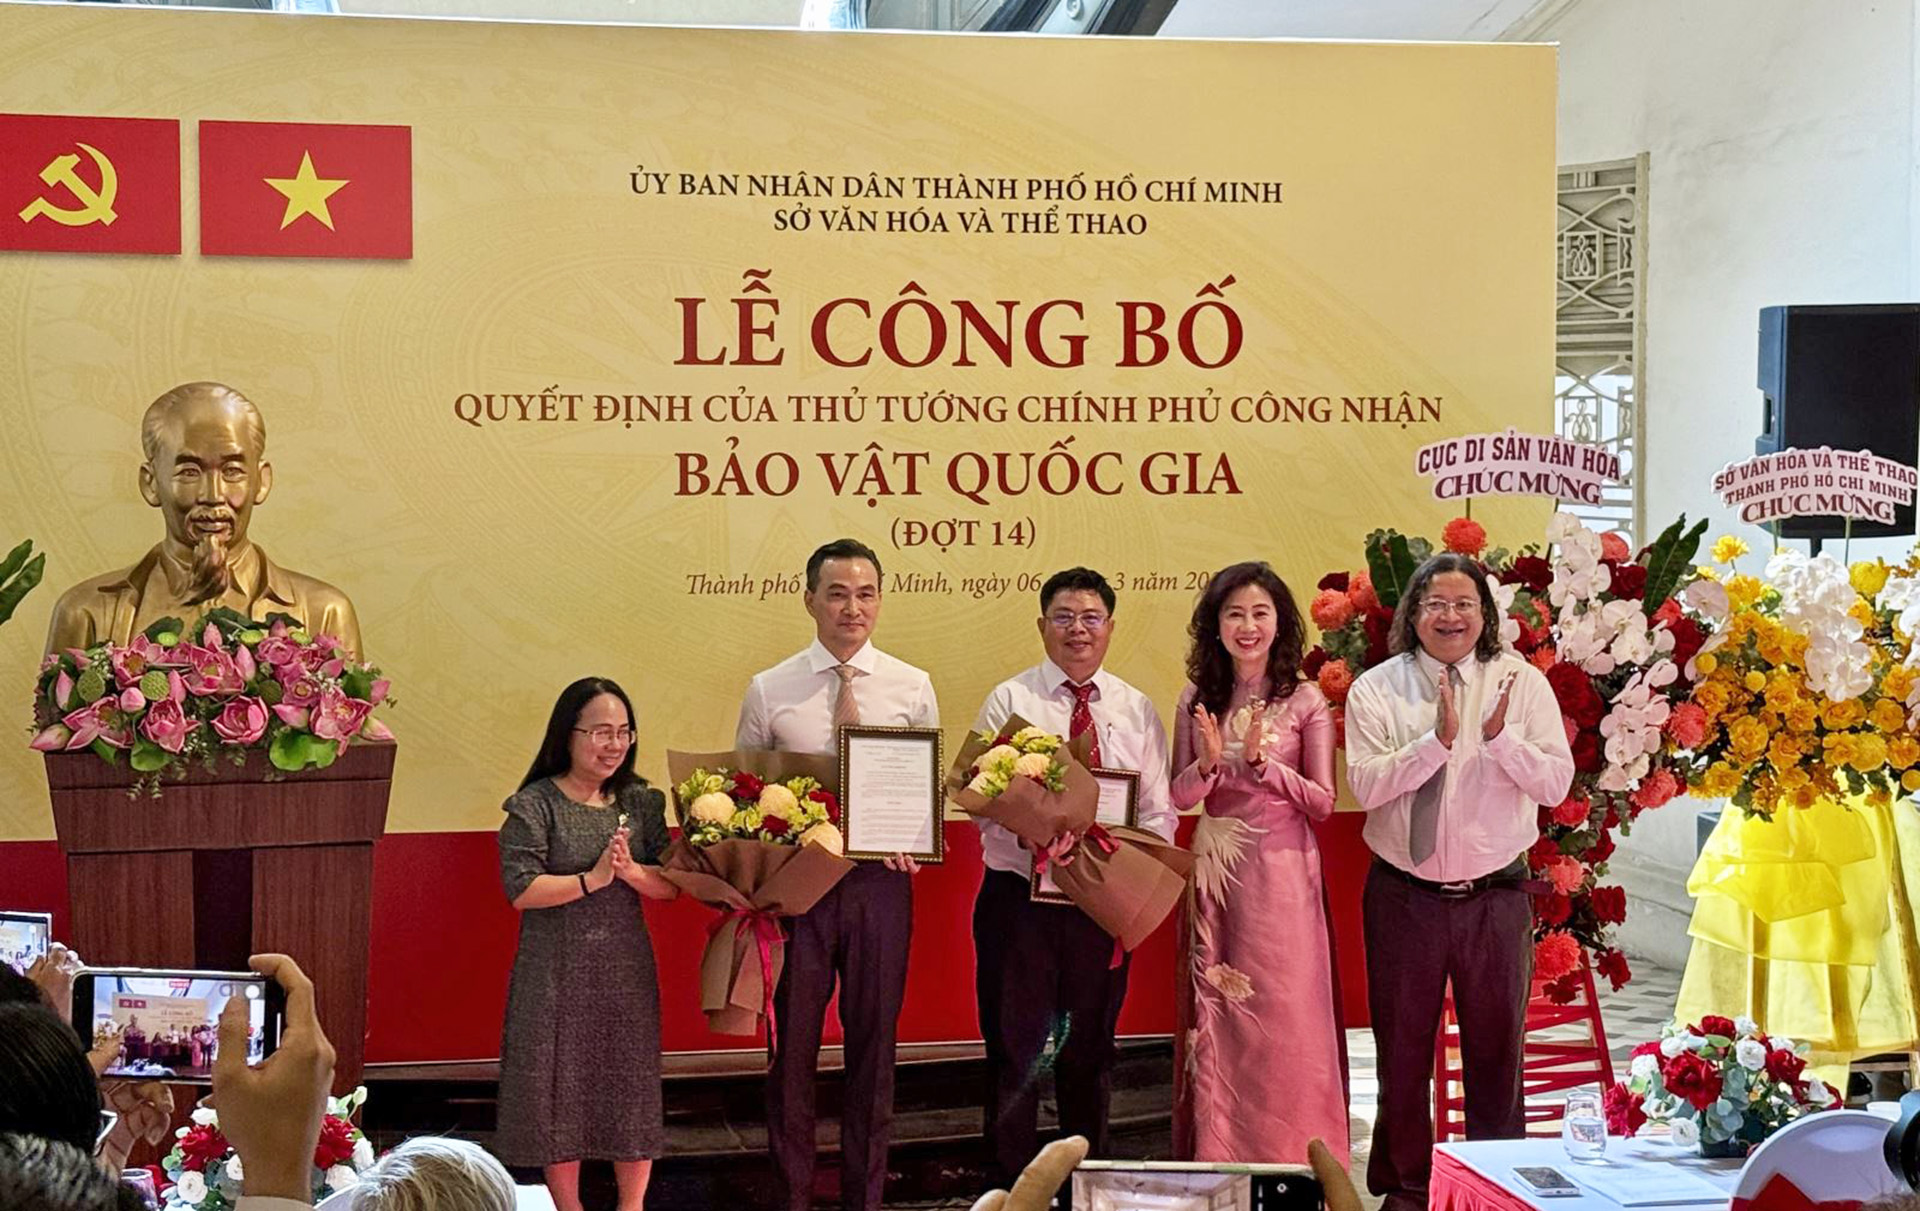 ỦY BAN NHÂN DÂN THÀNH PHỐ HỒ CHÍ MINH
SỞ VĂN HÓA VÀ THỂ THAO
LỄ CÔNG BỐ
QUYẾT ĐỊNH CỦA THỦ TƯỚNG CHÍNH PHỦ CÔNG NHẬN
BẢO VẬT QUỐC GIA
(ĐỢT 14)
Thành phố Minh, ngày 06 3 năm
CỤC DI SẢN VĂN HÓA
CHÚC MỪNG
SỞ VĂN HÓA VÀ THỂ THAO
THÀNH PHỐ HỒ CHÍ MINH
CHÚC MỪNG